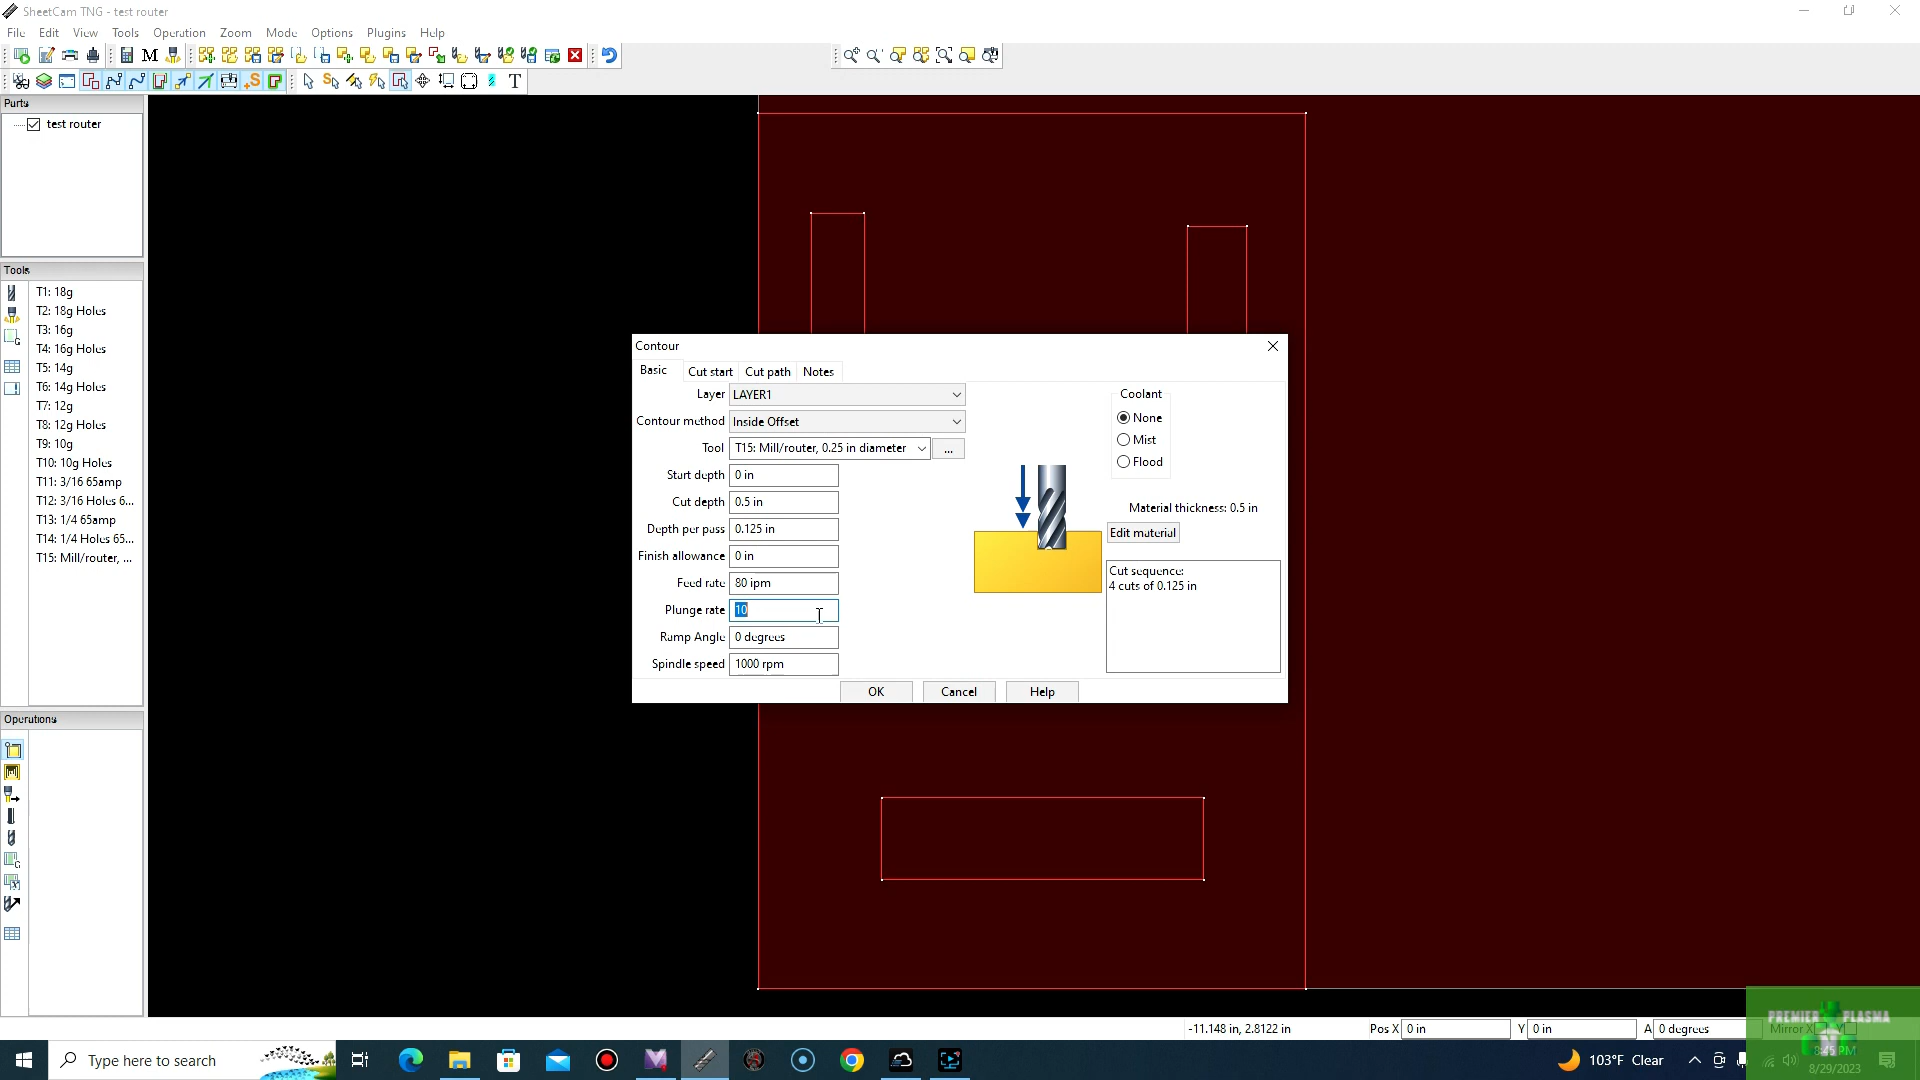 SheetCam TNG - test router
File Edit View Tools Operation Zoom Mode Options Plugins Help
M
S
S T
Parts
test router
Tools
T1: 18g
T2: 18g Holes
T3: 16g
T4: 16g Holes
T5: 14g
T6: 14g Holes
T7: 12g
T8: 12g Holes
T9: 10g
T10: 10g Holes
T11: 3/16 65amp
T12: 3/16 Holes 6...
T13: 1/4 65amp
T14: 1/4 Holes 65...
T15: Mill/router, ...
Operations
Contour
Basic Cut start Cut path Notes
Layer LAYER1
Contour method Inside Offset
Tool T15: Mill/router, 0.25 in diameter ...
Start depth 0 in
Cut depth 0.5 in
Depth per pass 0.125 in
Finish allowance 0 in
Feed rate 80 ipm
Plunge rate 10
Ramp Angle 0 degrees
Spindle speed 1000 rpm
Coolant
None
Mist
Flood
Material thickness: 0.5 in
Edit material
Cut sequence:
4 cuts of 0.125 in
OK Cancel Help
-11.148 in, 2.8122 in Pos X 0 in Y 0 in A 0 degrees Mirror X Y
PREMIER PLASMA
Type here to search
103°F Clear
8:45 PM
8/29/2023